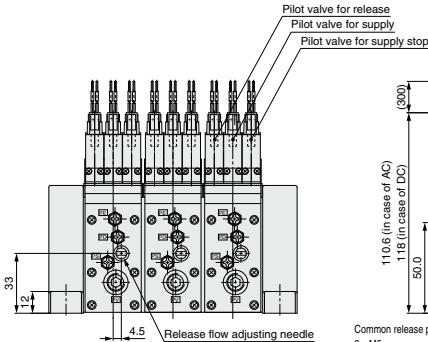 Pilot valve for release
Pilot valve for supply
Pilot valve for supply stop
(300)
110.6 (in case of AC)
118 (in case of DC)
50.0
33
12
4.5
Release flow adjusting needle
Common release p